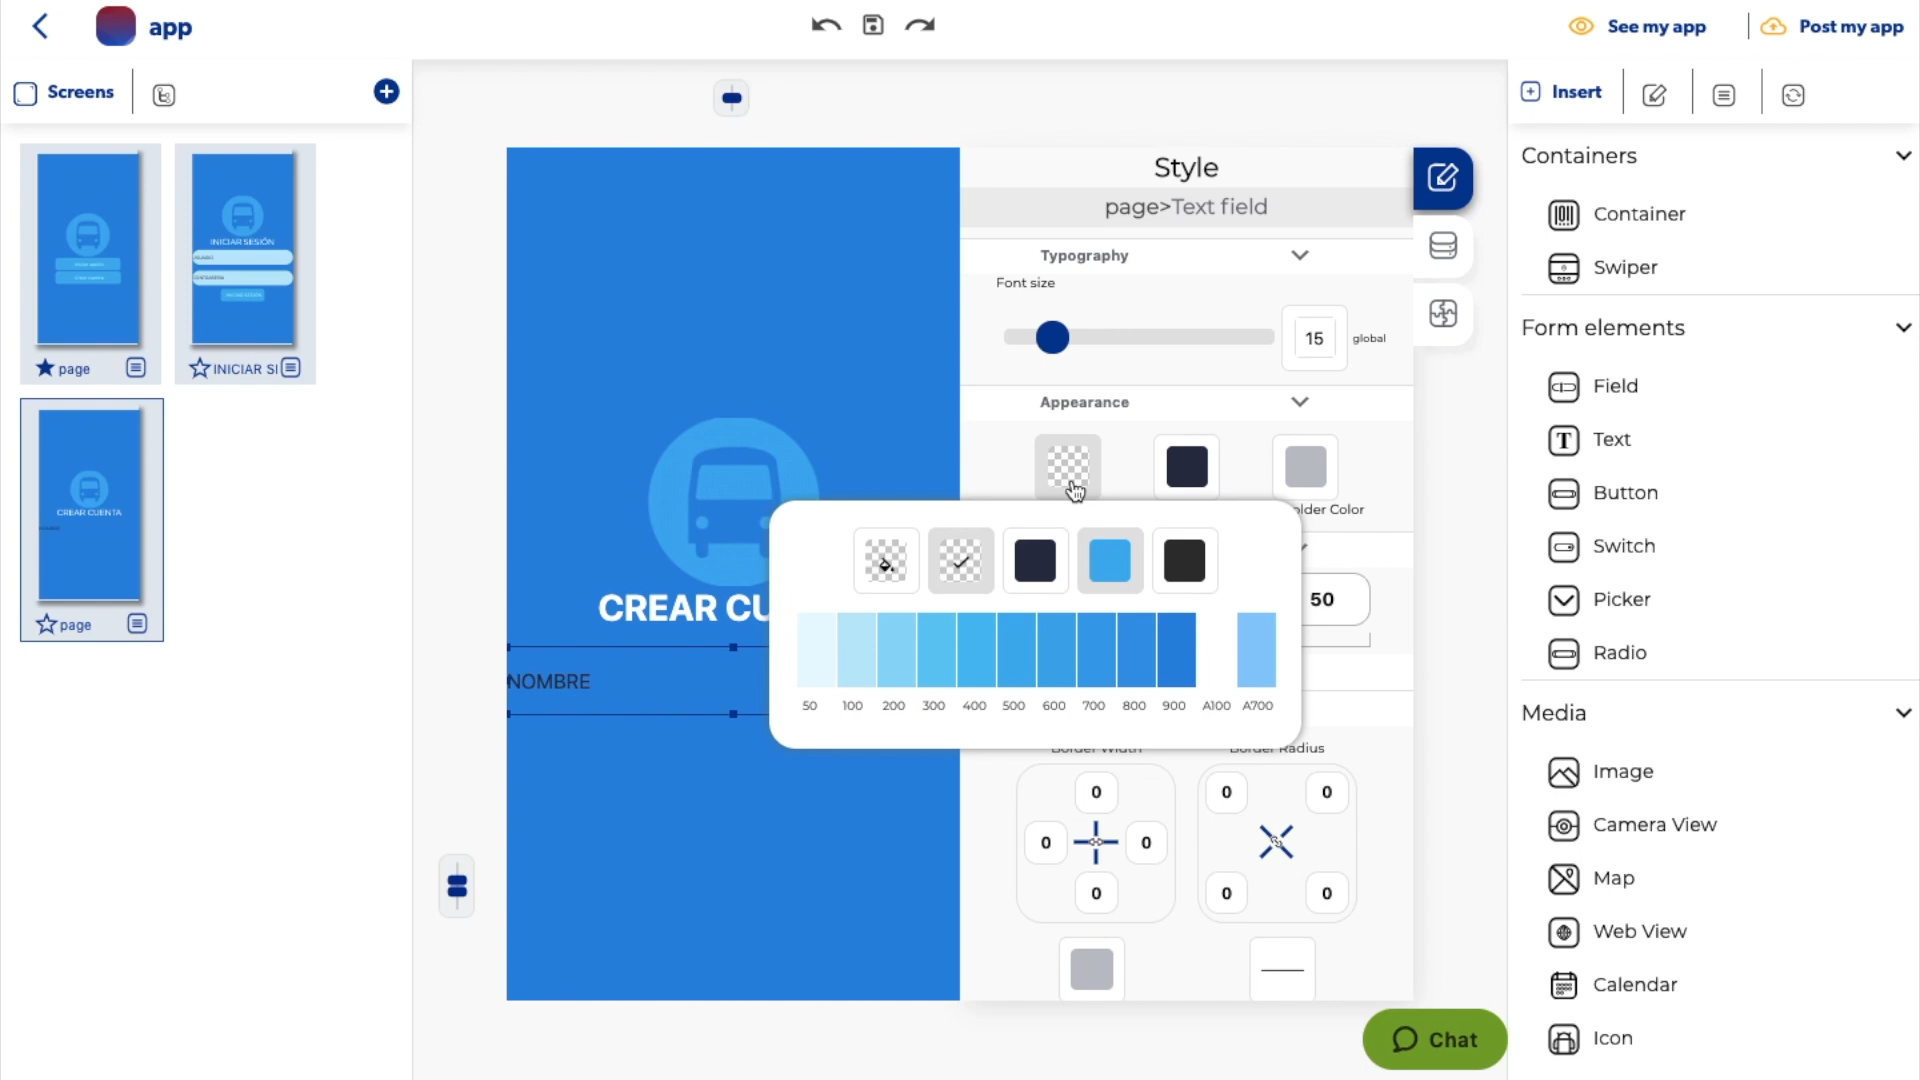 app
See my app
Post my app
Screens
Insert
INICIAR SESIÓN
CREAR CUENTA
page
INICIAR SI
page
Style
page>Text field
Typography
Font size
15
global
Appearance
lder Color
50
CREAR CU
NOMBRE
50 100 200 300 400 500 600 700 800 900 A100 A700
Border Width
Border Radius
0
0 0
0
0 0
0 0
Chat
Containers
Container
Swiper
Form elements
Field
Text
Button
Switch
Picker
Radio
Media
Image
Camera View
Map
Web View
Calendar
Icon